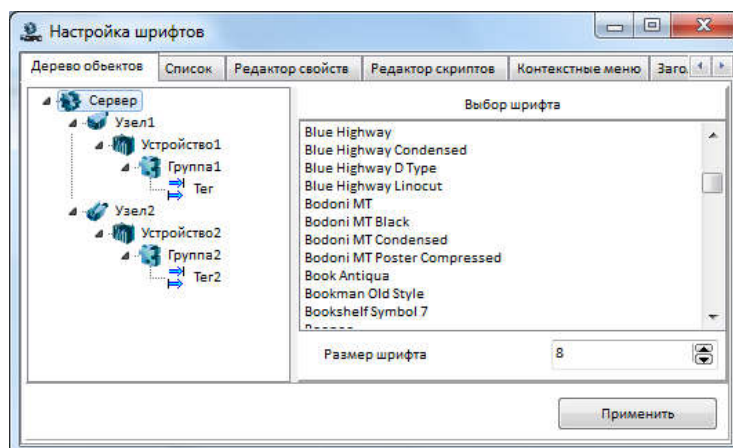 Настройка шрифтов
Дерево объектов Список Редактор свойств Редактор скриптов Контекстные меню Заго.
Сервер
Узел1
Устройство1
Группа1
Тег
Узел2
Устройство2
Группа2
Тег2
Выбор шрифта
Blue Highway
Blue Highway Condensed
Blue Highway D Type
Blue Highway Linocut
Bodoni MT
Bodoni MT Black
Bodoni MT Condensed
Bodoni MT Poster Compressed
Book Antiqua
Bookman Old Style
Bookshelf Symbol 7
Размер шрифта 8
Применить